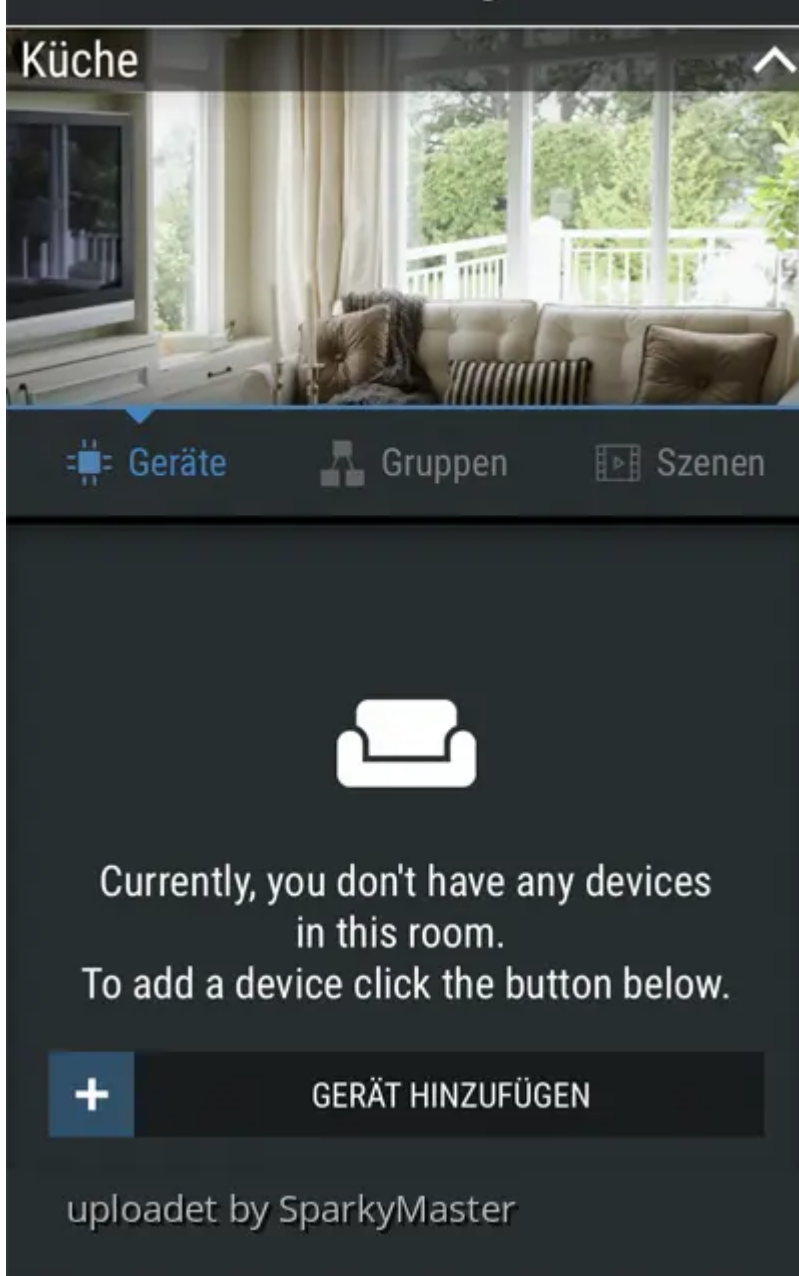 Küche
Geräte
Gruppen
Szenen
Currently, you don't have any devices
in this room.
To add a device click the button below.
GERÄT HINZUFÜGEN
uploadet by SparkyMaster